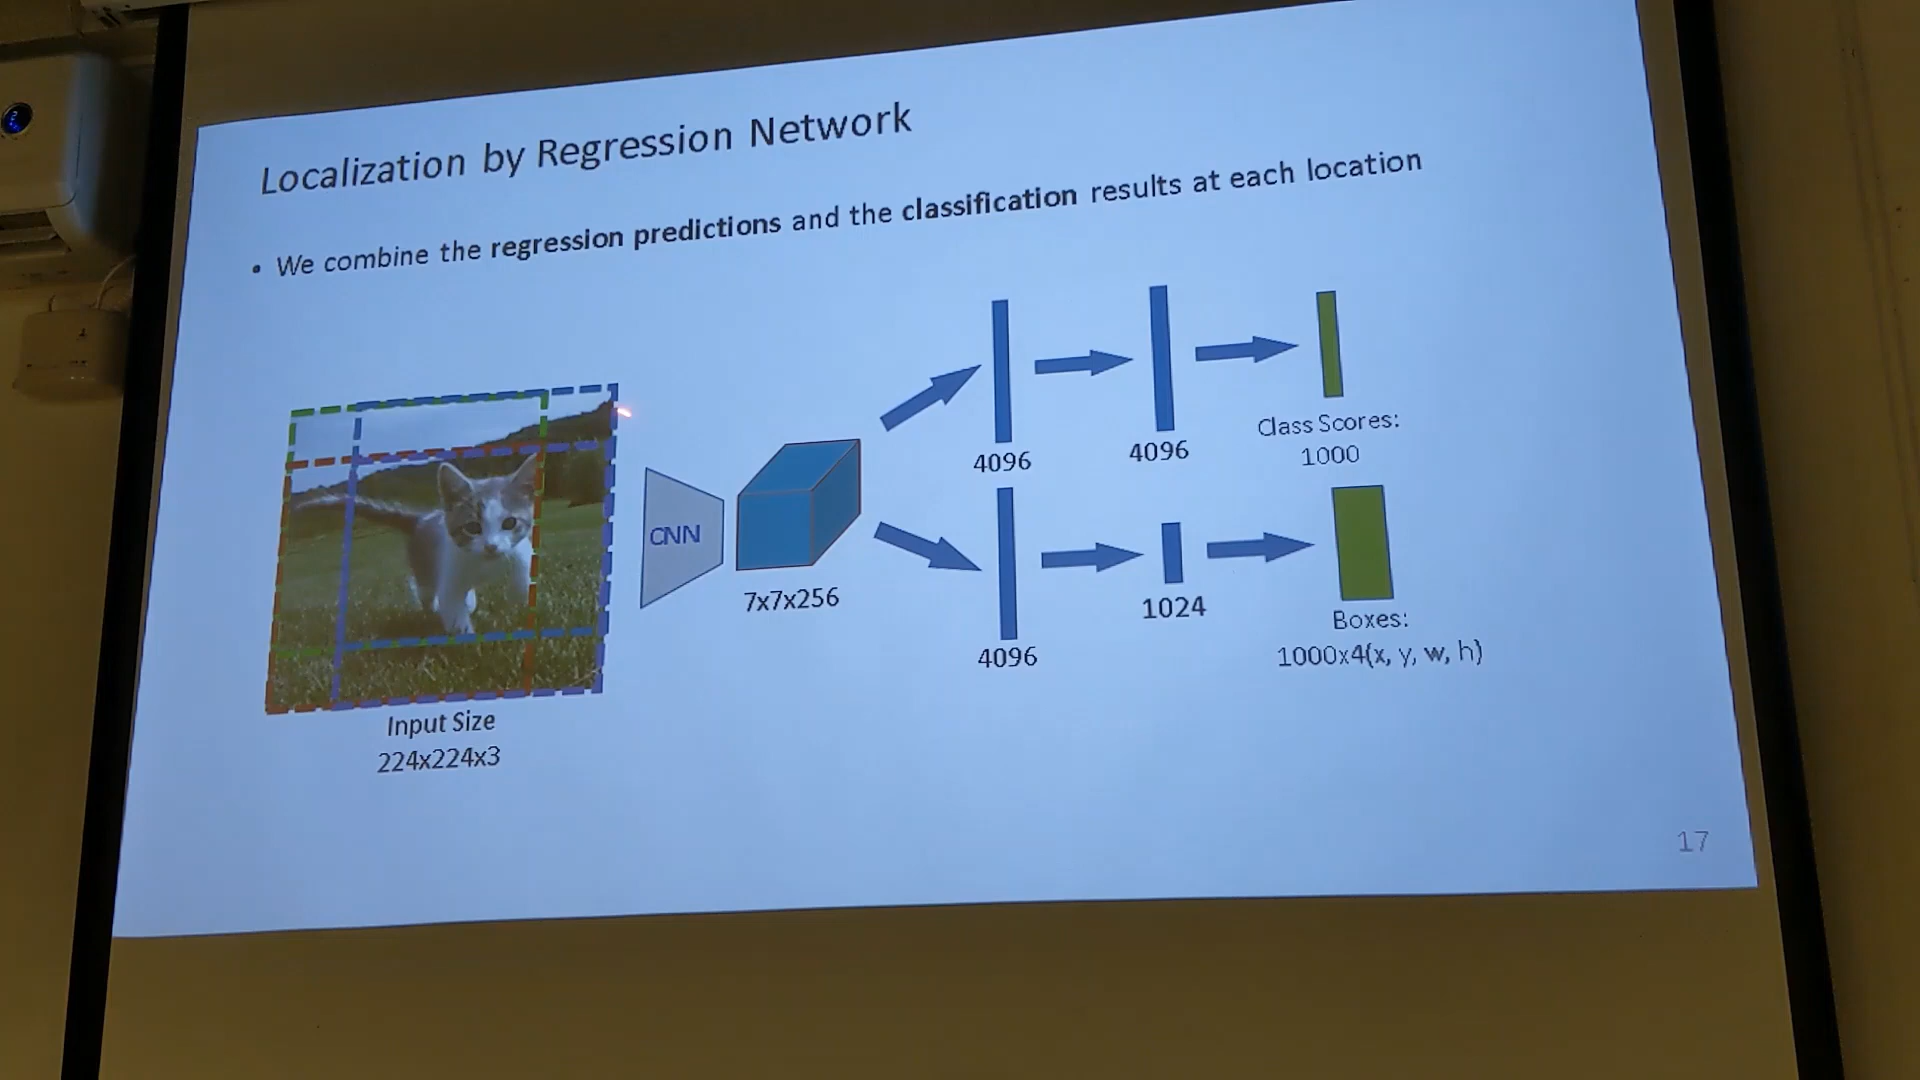 Localization by Regression Network
• We combine the regression predictions and the classification results at each location
4096
4096
Class Scores:
1000
CNN
7x7x256
4096
1024
Boxes:
1000x4(x, y, w, h)
Input Size
224x224x3
17